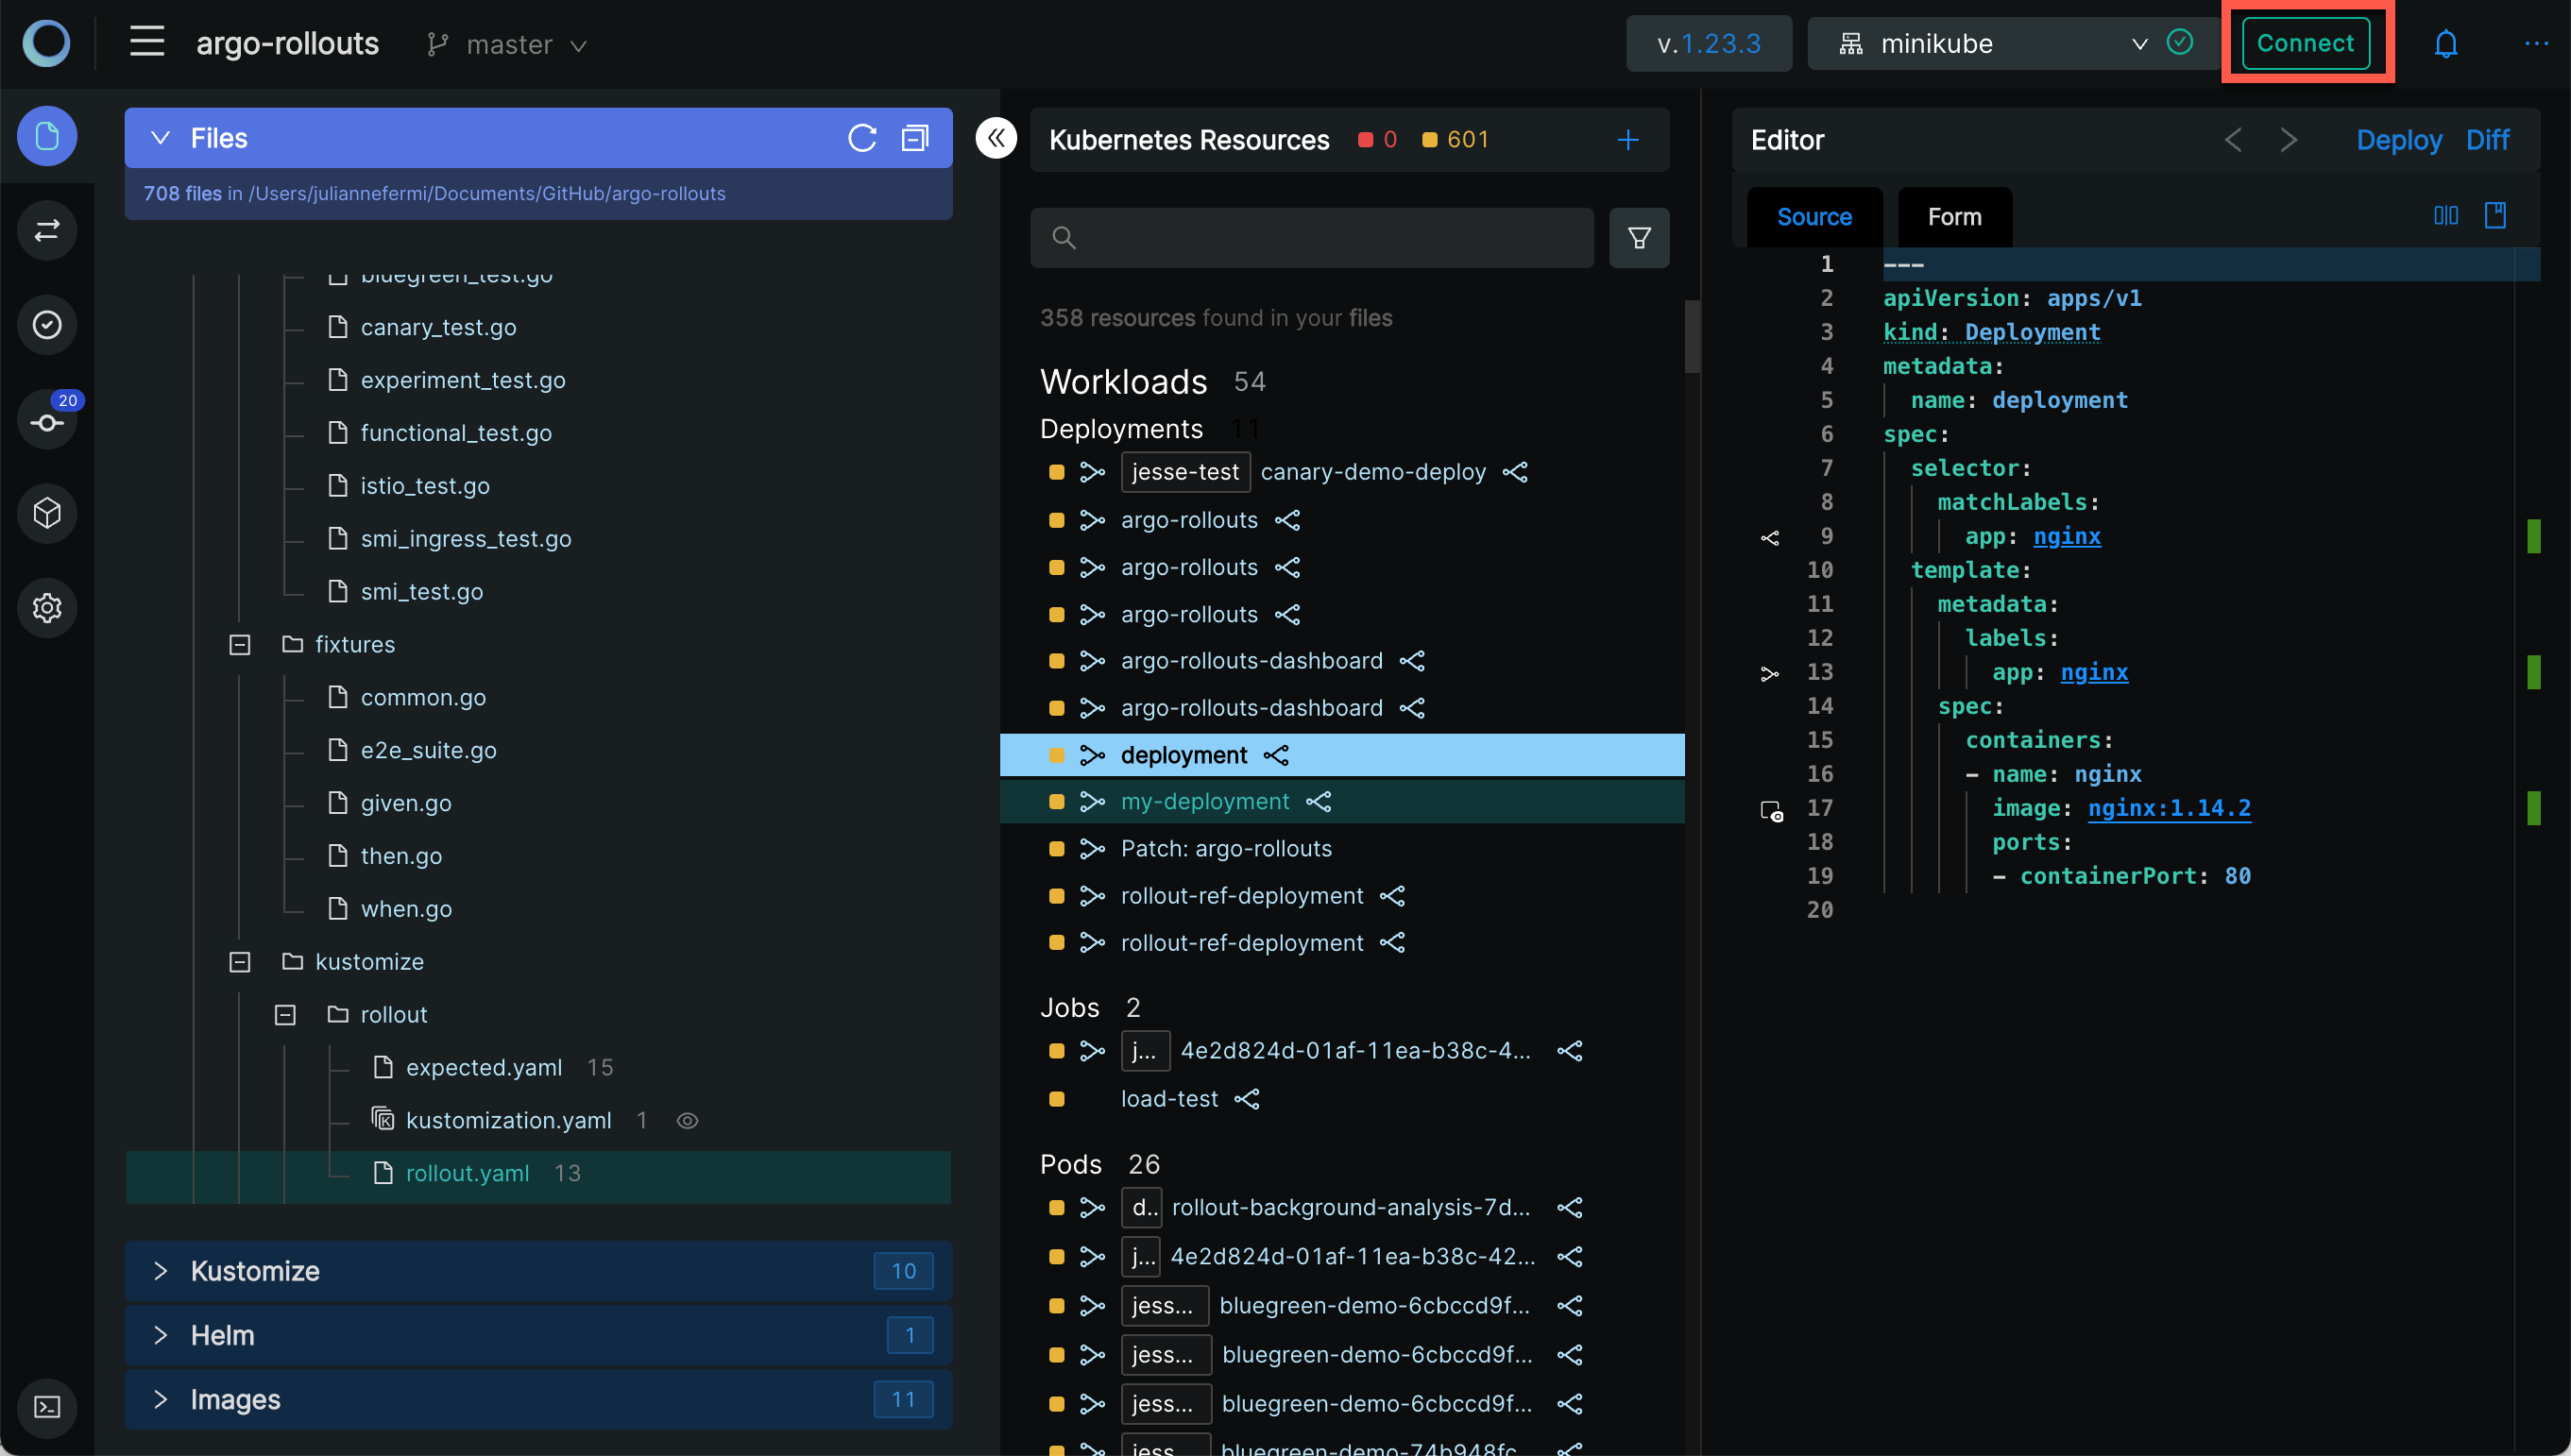 argo-rollouts master v.1.23.3 minikube Connect
Files
708 files in /Users/juliannefermi/Documents/GitHub/argo-rollouts
bluegreen_test.go
canary_test.go
experiment_test.go
functional_test.go
istio_test.go
smi_ingress_test.go
smi_test.go
fixtures
common.go
e2e_suite.go
given.go
then.go
when.go
kustomize
rollout
expected.yaml 15
kustomization.yaml 1
rollout.yaml 13
Kustomize 10
Helm 1
Images 11
20
Kubernetes Resources 0 601
358 resources found in your files
Workloads 54
Deployments 11
jesse-test canary-demo-deploy
argo-rollouts
argo-rollouts
argo-rollouts
argo-rollouts-dashboard
argo-rollouts-dashboard
deployment
my-deployment
Patch: argo-rollouts
rollout-ref-deployment
rollout-ref-deployment
Jobs 2
j... 4e2d824d-01af-11ea-b38c-4...
load-test
Pods 26
d.. rollout-background-analysis-7d...
j... 4e2d824d-01af-11ea-b38c-42...
jess... bluegreen-demo-6cbccd9f...
jess... bluegreen-demo-6cbccd9f...
jess... bluegreen-demo-6cbccd9f...
jess... bluegreen-demo-74b948fc
Editor Deploy Diff
Source Form
1 ---
2 apiVersion: apps/v1
3 kind: Deployment
4 metadata:
5 name: deployment
6 spec:
7 selector:
8 matchLabels:
9 app: nginx
10 template:
11 metadata:
12 labels:
13 app: nginx
14 spec:
15 containers:
16 - name: nginx
17 image: nginx:1.14.2
18 ports:
19 - containerPort: 80
20